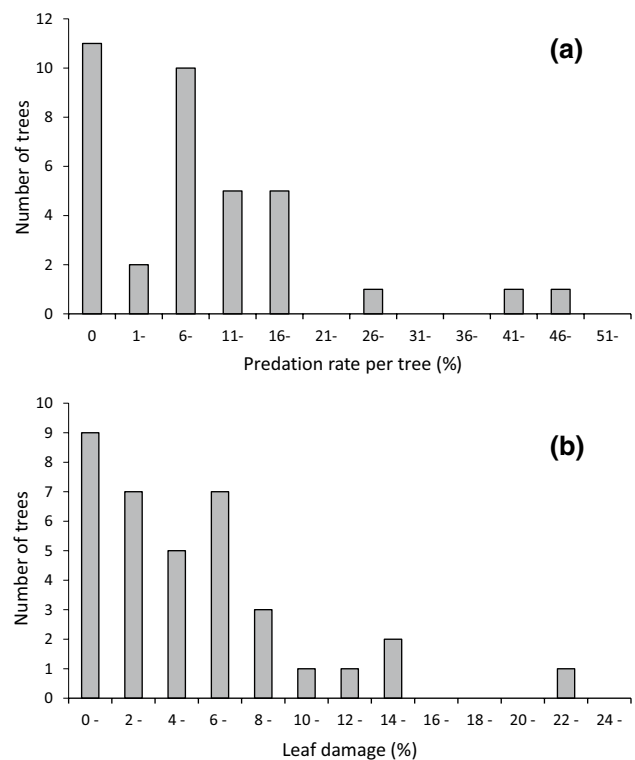 (a)
Number of trees
12
10
8
6
4
2
0
0 1- 6- 11- 16- 21- 26- 31- 36- 41- 46- 51-
Predation rate per tree (%)
(b)
Number of trees
10
9
8
7
6
5
4
3
2
1
0
0 - 2 - 4 - 6 - 8 - 10 - 12 - 14 - 16 - 18 - 20 - 22 - 24 -
Leaf damage (%)